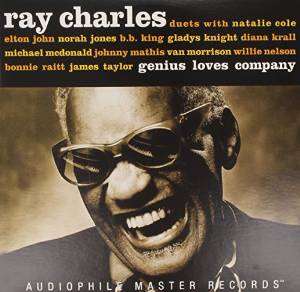 ray charles duets with natalie cole
elton john norah jones b.b. king gladys knight diana krall
michael mcdonald johnny mathis van morrison willie nelson
bonnie raitt james taylor genius loves company
AUDIOPHILE MASTER RECORDS™